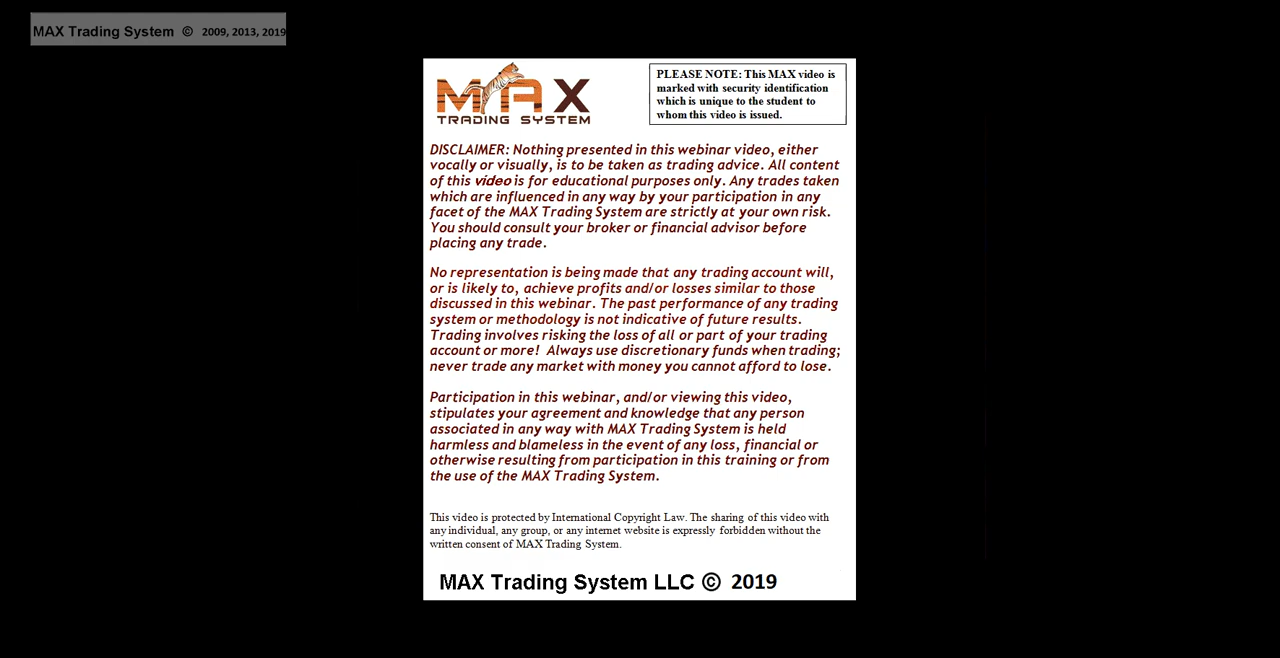 MAX Trading System © 2009, 2013, 2019
MAX
TRADING SYSTEM
PLEASE NOTE: This MAX video is
marked with security identification
which is unique to the student to
whom this video is issued.
DISCLAIMER: Nothing presented in this webinar video, either
vocally or visually, is to be taken as trading advice. All content
of this video is for educational purposes only. Any trades taken
which are influenced in any way by your participation in any
facet of the MAX Trading System are strictly at your own risk.
You should consult your broker or financial advisor before
placing any trade.
No representation is being made that any trading account will,
or is likely to, achieve profits and/or losses similar to those
discussed in this webinar. The past performance of any trading
system or methodology is not indicative of future results.
Trading involves risking the loss of all or part of your trading
account or more! Always use discretionary funds when trading;
never trade any market with money you cannot afford to lose.
Participation in this webinar, and/or viewing this video,
stipulates your agreement and knowledge that any person
associated in any way with MAX Trading System is held
harmless and blameless in the event of any loss, financial or
otherwise resulting from participation in this training or from
the use of the MAX Trading System.
This video is protected by International Copyright Law. The sharing of this video with
any individual, any group, or any internet website is expressly forbidden without the
written consent of MAX Trading System.
MAX Trading System LLC © 2019